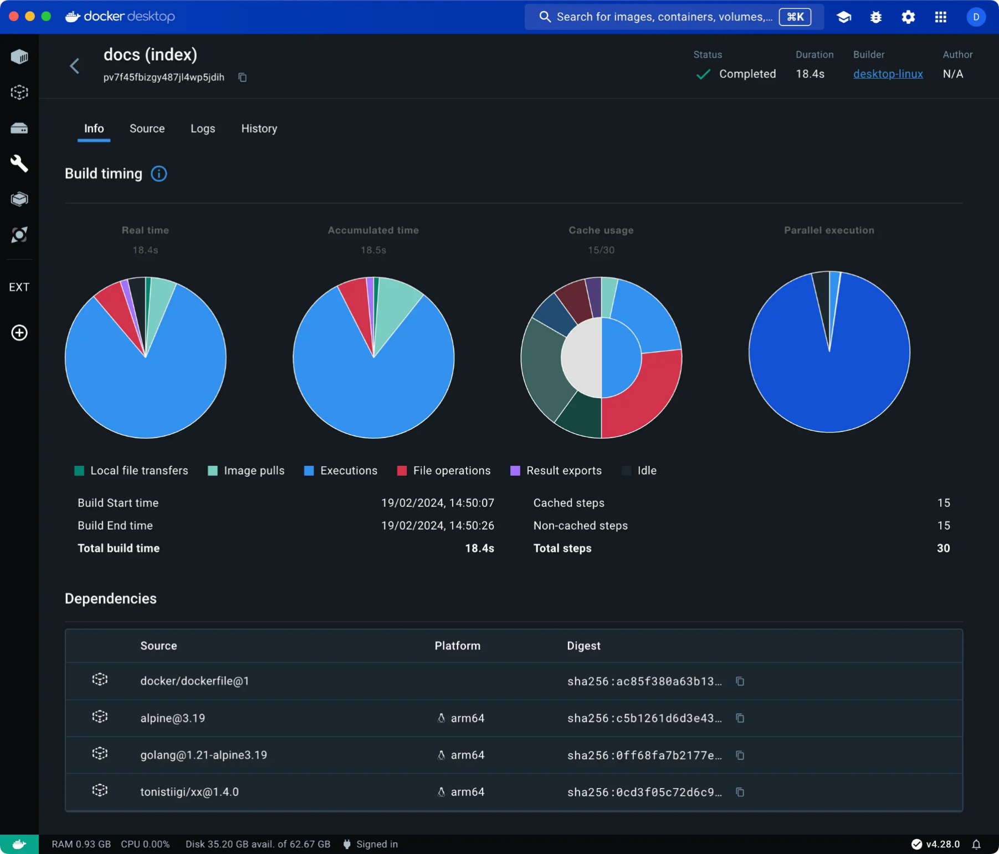 docker desktop
Search for images, containers, volumes,... ⌘K
D
docs (index)
pv7f45fbizgy487jl4wp5jdih
Status
Completed
Duration
18.4s
Builder
desktop-linux
Author
N/A
EXT
Info Source Logs History
Build timing
Real time
18.4s
Accumulated time
18.5s
Cache usage
15/30
Parallel execution
Local file transfers Image pulls Executions File operations Result exports Idle
Build Start time 19/02/2024, 14:50:07
Build End time 19/02/2024, 14:50:26
Total build time 18.4s
Cached steps 15
Non-cached steps 15
Total steps 30
Dependencies
Source Platform Digest
docker/dockerfile@1 sha256:ac85f380a63b13…
alpine@3.19 arm64 sha256:c5b1261d6d3e43…
golang@1.21-alpine3.19 arm64 sha256:0ff68fa7b2177e…
tonistiigi/xx@1.4.0 arm64 sha256:0cd3f05c72d6c9…
RAM 0.93 GB CPU 0.00% Disk 35.20 GB avail. of 62.67 GB Signed in v4.28.0